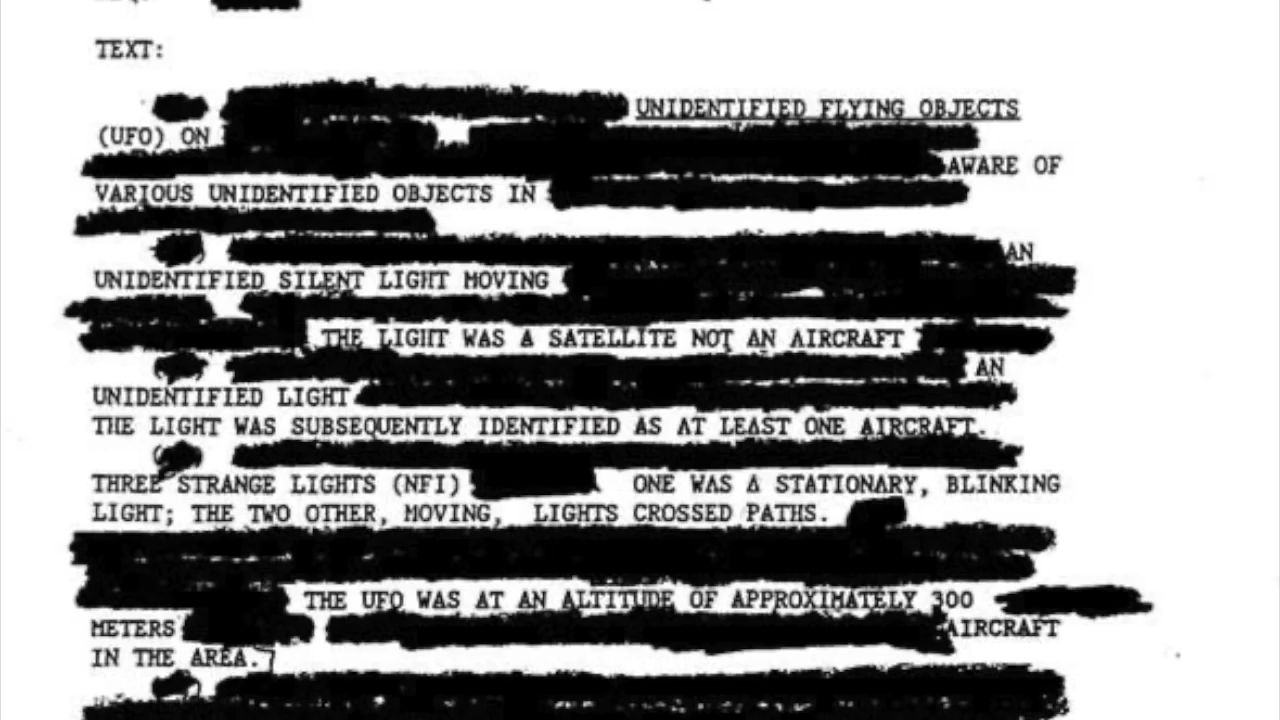 TEXT:
UNIDENTIFIED FLYING OBJECTS
(UFO) ON
AWARE OF
VARIOUS UNIDENTIFIED OBJECTS IN
AN
UNIDENTIFIED SILENT LIGHT MOVING
THE LIGHT WAS A SATELLITE NOT AN AIRCRAFT
AN
UNIDENTIFIED LIGHT
THE LIGHT WAS SUBSEQUENTLY IDENTIFIED AS AT LEAST ONE AIRCRAFT.
THREE STRANGE LIGHTS (NFI) ONE WAS A STATIONARY, BLINKING
LIGHT; THE TWO OTHER, MOVING, LIGHTS CROSSED PATHS.
THE UFO WAS AT AN ALTITUDE OF APPROXIMATELY 300
METERS AIRCRAFT
IN THE AREA.